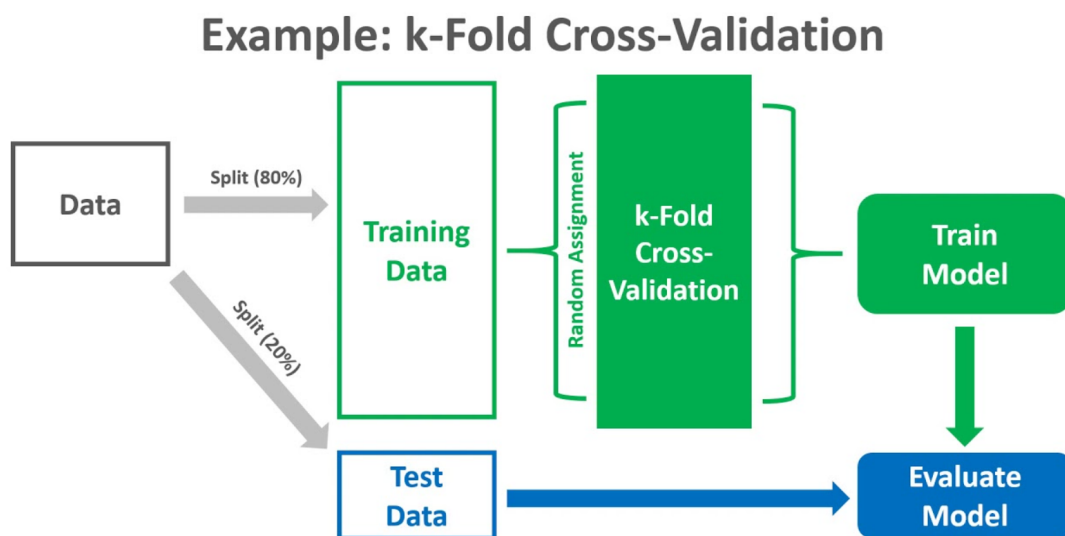 Example: k-Fold Cross-Validation
Data
Split (80%)
Split (20%)
Training
Data
Random Assignment
k-Fold
Cross-
Validation
Train
Model
Test
Data
Evaluate
Model